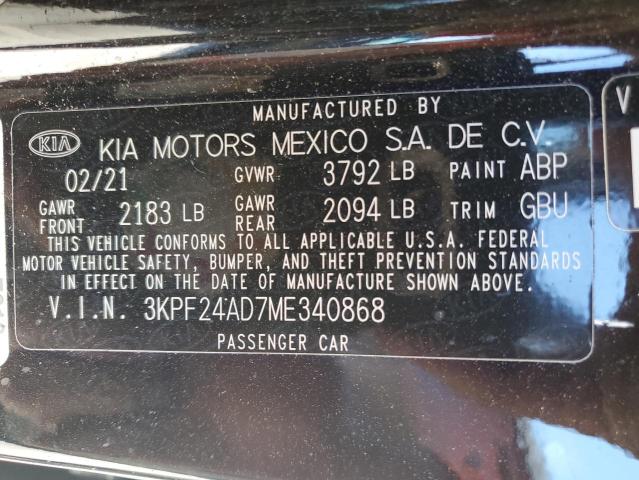 MANUFACTURED BY
KIA KIA MOTORS MEXICO S.A. DE C.V.
02/21 GVWR 3792 LB PAINT ABP
GAWR FRONT 2183 LB GAWR REAR 2094 LB TRIM GBU
THIS VEHICLE CONFORMS TO ALL APPLICABLE U.S.A. FEDERAL
MOTOR VEHICLE SAFETY, BUMPER, AND THEFT PREVENTION STANDARDS
IN EFFECT ON THE DATE OF MANUFACTURE SHOWN ABOVE.
V.I.N. 3KPF24AD7ME340868
PASSENGER CAR
V